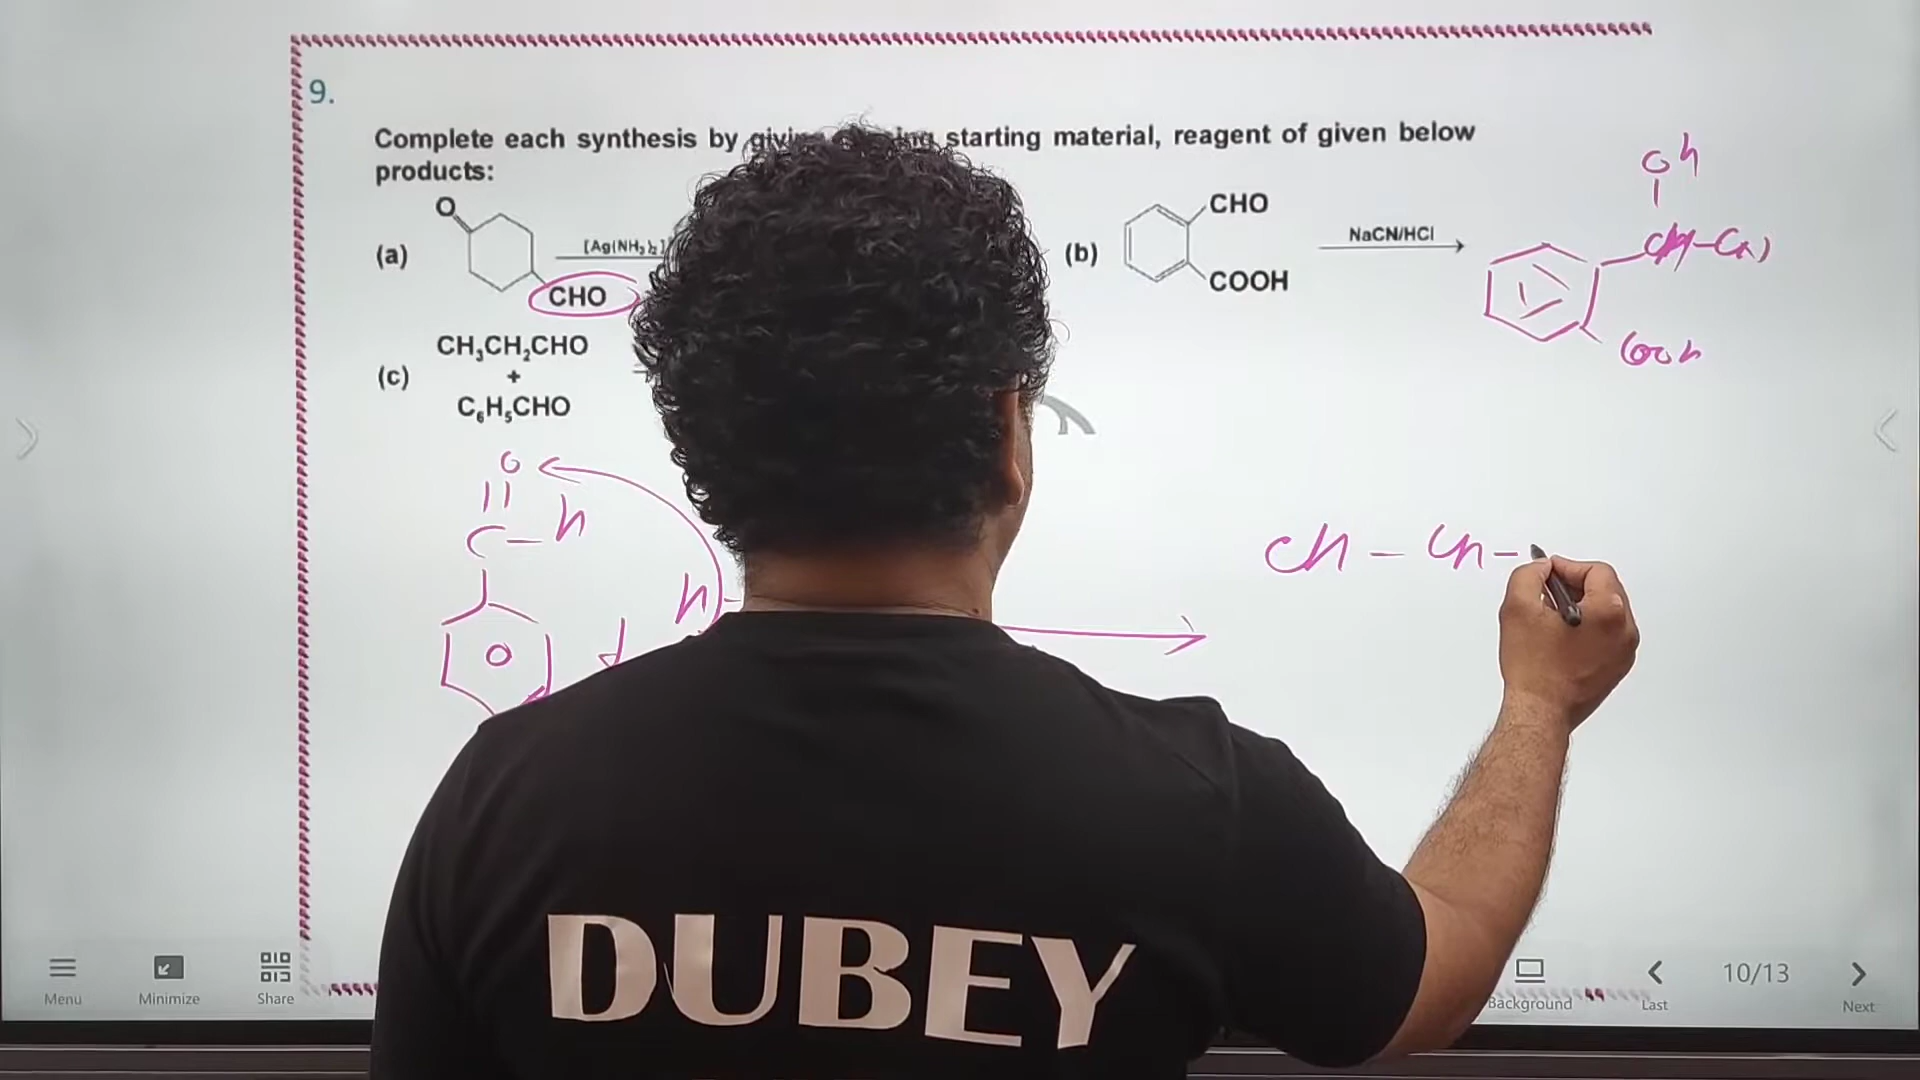 9.
Complete each synthesis by starting material, reagent of given below
products:
O
(a)
[Ag(NH3)2]
CHO
(b)
CHO
COOH
NaCN/HCl
Oh
CH-CN
Cooh
(c)
CH3CH2CHO
+
C6H5CHO
O
C-h
h
O
Ch-Ch-
DUBEY
Menu
Minimize
Share
Background
Last
10/13
Next